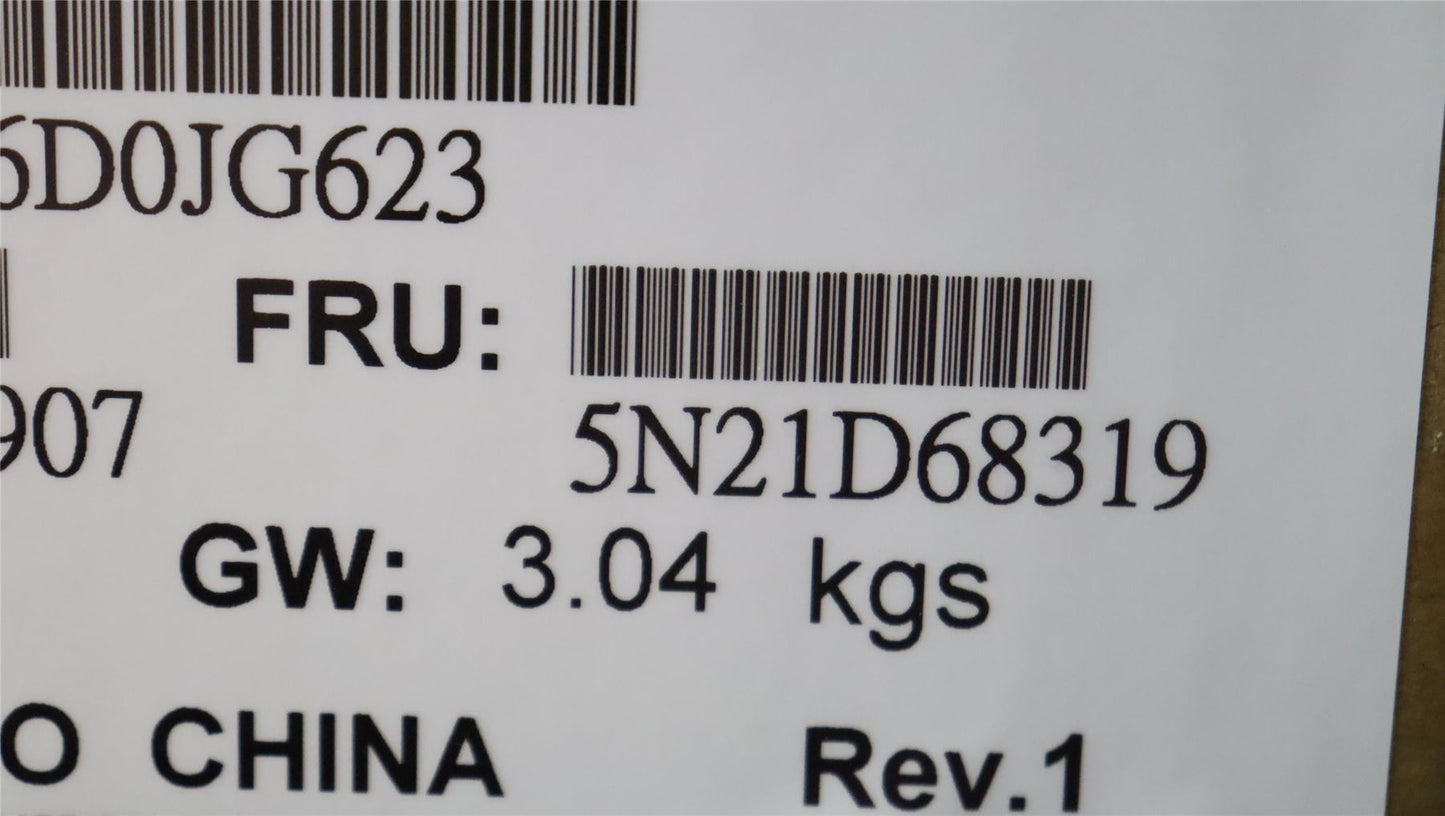 6D0JG623
FRU:
907
5N21D68319
GW: 3.04 kgs
O CHINA
Rev.1